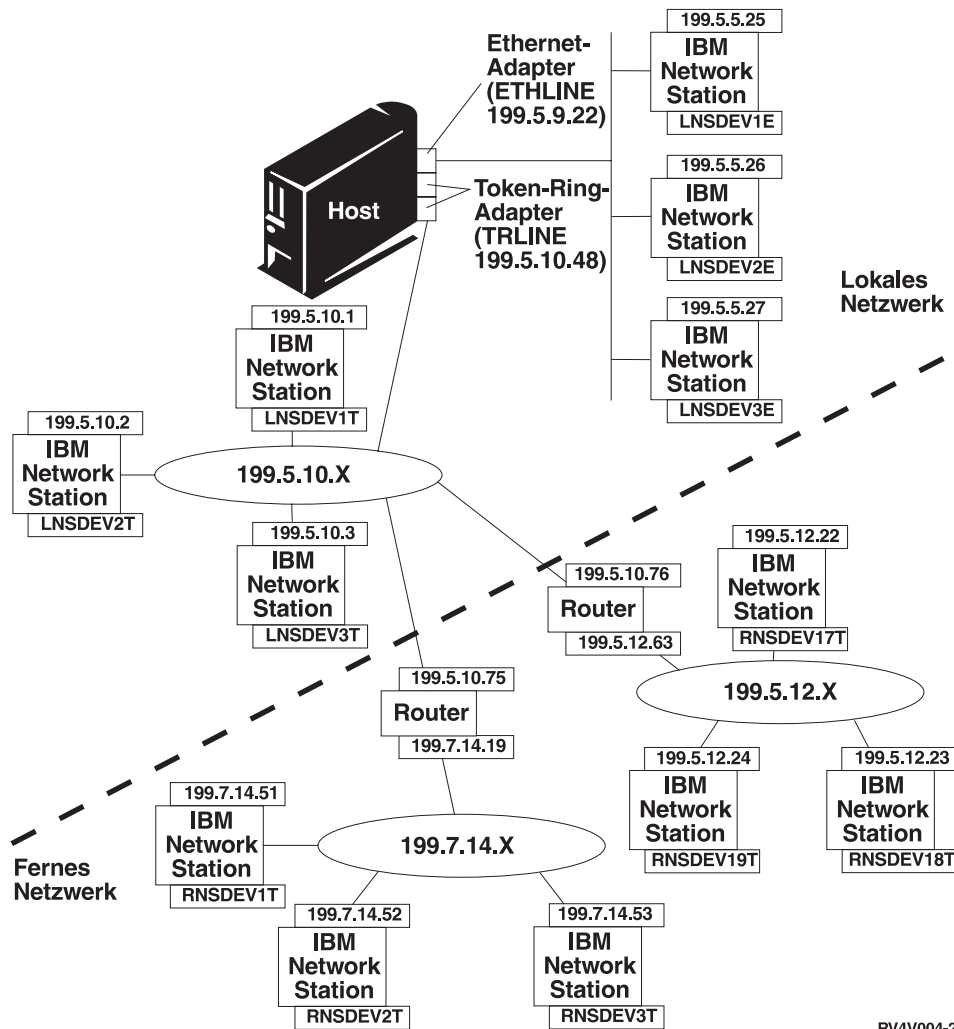 199.5.5.25
IBM
Network
Station
LNSDEV1E
Ethernet-
Adapter
(ETHLINE
199.5.9.22)
199.5.5.26
IBM
Network
Station
LNSDEV2E
Host
Token-Ring-
Adapter
(TRLINE
199.5.10.48)
199.5.5.27
IBM
Network
Station
LNSDEV3E
Lokales
Netzwerk
199.5.10.1
IBM
Network
Station
LNSDEV1T
199.5.10.2
IBM
Network
Station
LNSDEV2T
199.5.10.X
199.5.10.3
IBM
Network
Station
LNSDEV3T
199.5.10.76
Router
199.5.12.63
199.5.12.22
IBM
Network
Station
RNSDEV17T
199.5.12.X
199.5.10.75
Router
199.7.14.19
199.5.12.24
IBM
Network
Station
RNSDEV19T
199.5.12.23
IBM
Network
Station
RNSDEV18T
199.7.14.51
IBM
Network
Station
RNSDEV1T
199.7.14.X
Fernes
Netzwerk
199.7.14.52
IBM
Network
Station
RNSDEV2T
199.7.14.53
IBM
Network
Station
RNSDEV3T